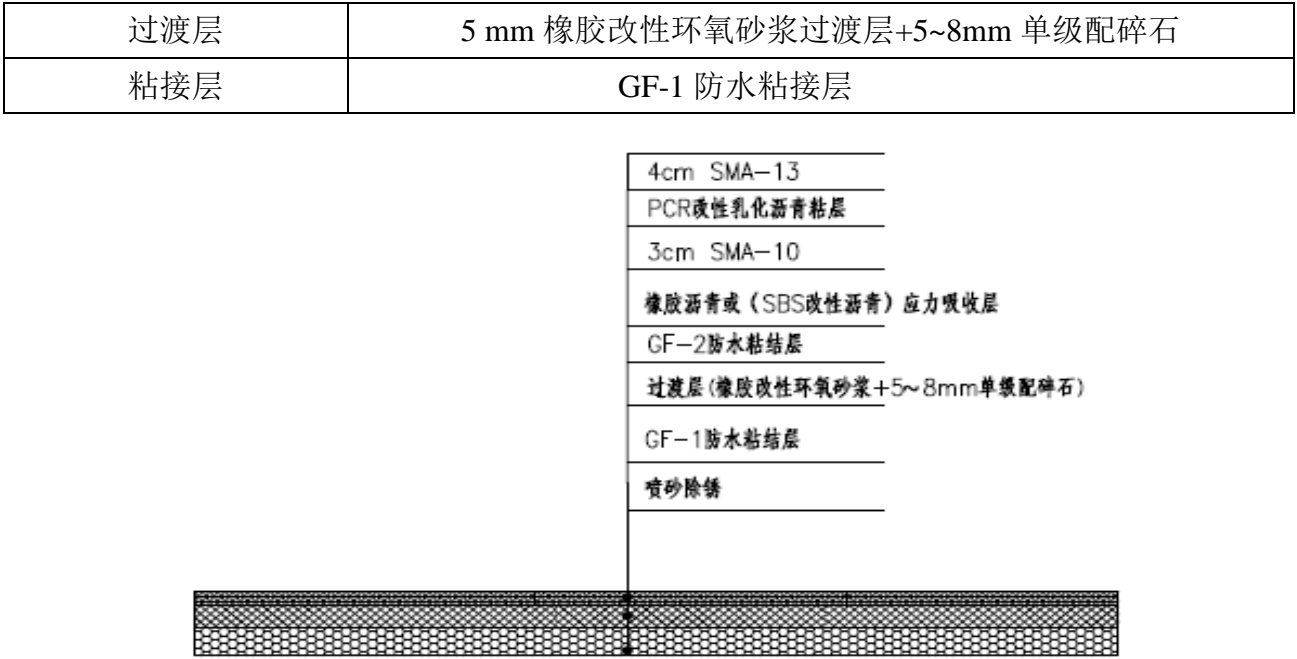 过渡层
5 mm 橡胶改性环氧砂浆过渡层+5~8mm 单级配碎石
粘接层
GF-1 防水粘接层
4cm SMA-13
PCR改性乳化沥青粘层
3cm SMA-10
橡胶沥青或（SBS改性沥青）应力吸收层
GF-2防水粘结层
过渡层(橡胶改性环氧砂浆+5~8mm单级配碎石)
GF-1防水粘结层
喷砂除锈